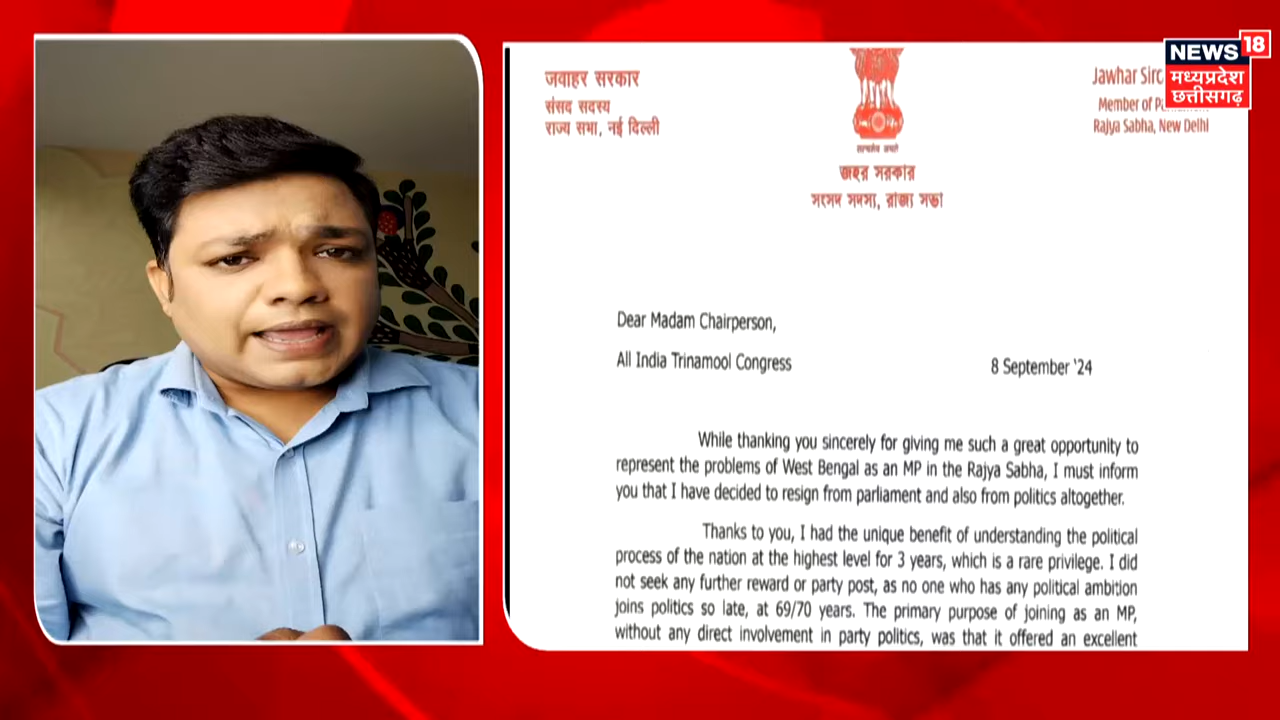 जवाहर सरकार
संसद सदस्य
राज्य सभा, नई दिल्ली
सत्यमेव जयते
জহর সরকার
সংসদ সদস্য, রাজ্য সভা
Jawhar Sirc
Member of P
Rajya Sabha, New Delhi
NEWS 18
मध्यप्रदेश
छत्तीसगढ़
Dear Madam Chairperson,
All India Trinamool Congress 8 September '24
While thanking you sincerely for giving me such a great opportunity to
represent the problems of West Bengal as an MP in the Rajya Sabha, I must inform
you that I have decided to resign from parliament and also from politics altogether.
Thanks to you, I had the unique benefit of understanding the political
process of the nation at the highest level for 3 years, which is a rare privilege. I did
not seek any further reward or party post, as no one who has any political ambition
joins politics so late, at 69/70 years. The primary purpose of joining as an MP,
without any direct involvement in party politics, was that it offered an excellent